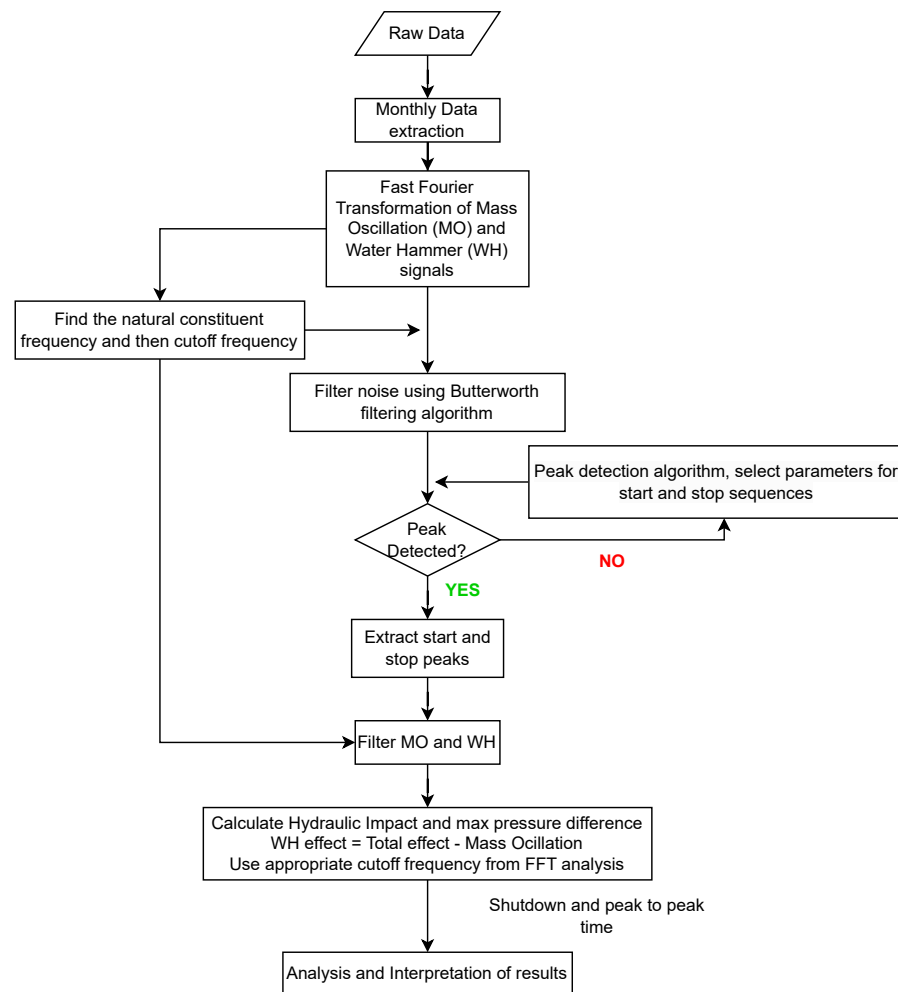 Raw Data
Monthly Data
extraction
Fast Fourier
Transformation of Mass
Oscillation (MO) and
Water Hammer (WH)
signals
Find the natural constituent
frequency and then cutoff frequency
Filter noise using Butterworth
filtering algorithm
Peak detection algorithm, select parameters for
start and stop sequences
Peak
Detected?
NO
YES
Extract start and
stop peaks
Filter MO and WH
Calculate Hydraulic Impact and max pressure difference
WH effect = Total effect - Mass Ocillation
Use appropriate cutoff frequency from FFT analysis
Shutdown and peak to peak
time
Analysis and Interpretation of results